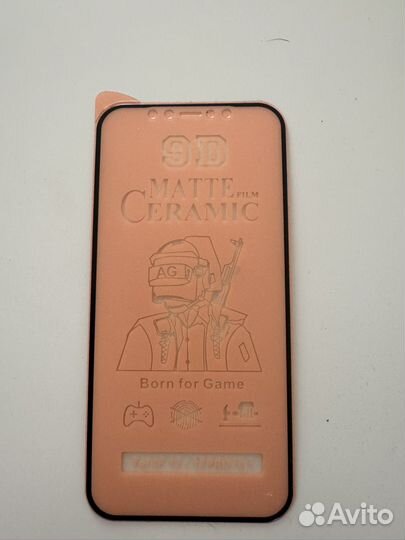 9D
MATTE FILM
CERAMIC
AG
Born for Game
Avito